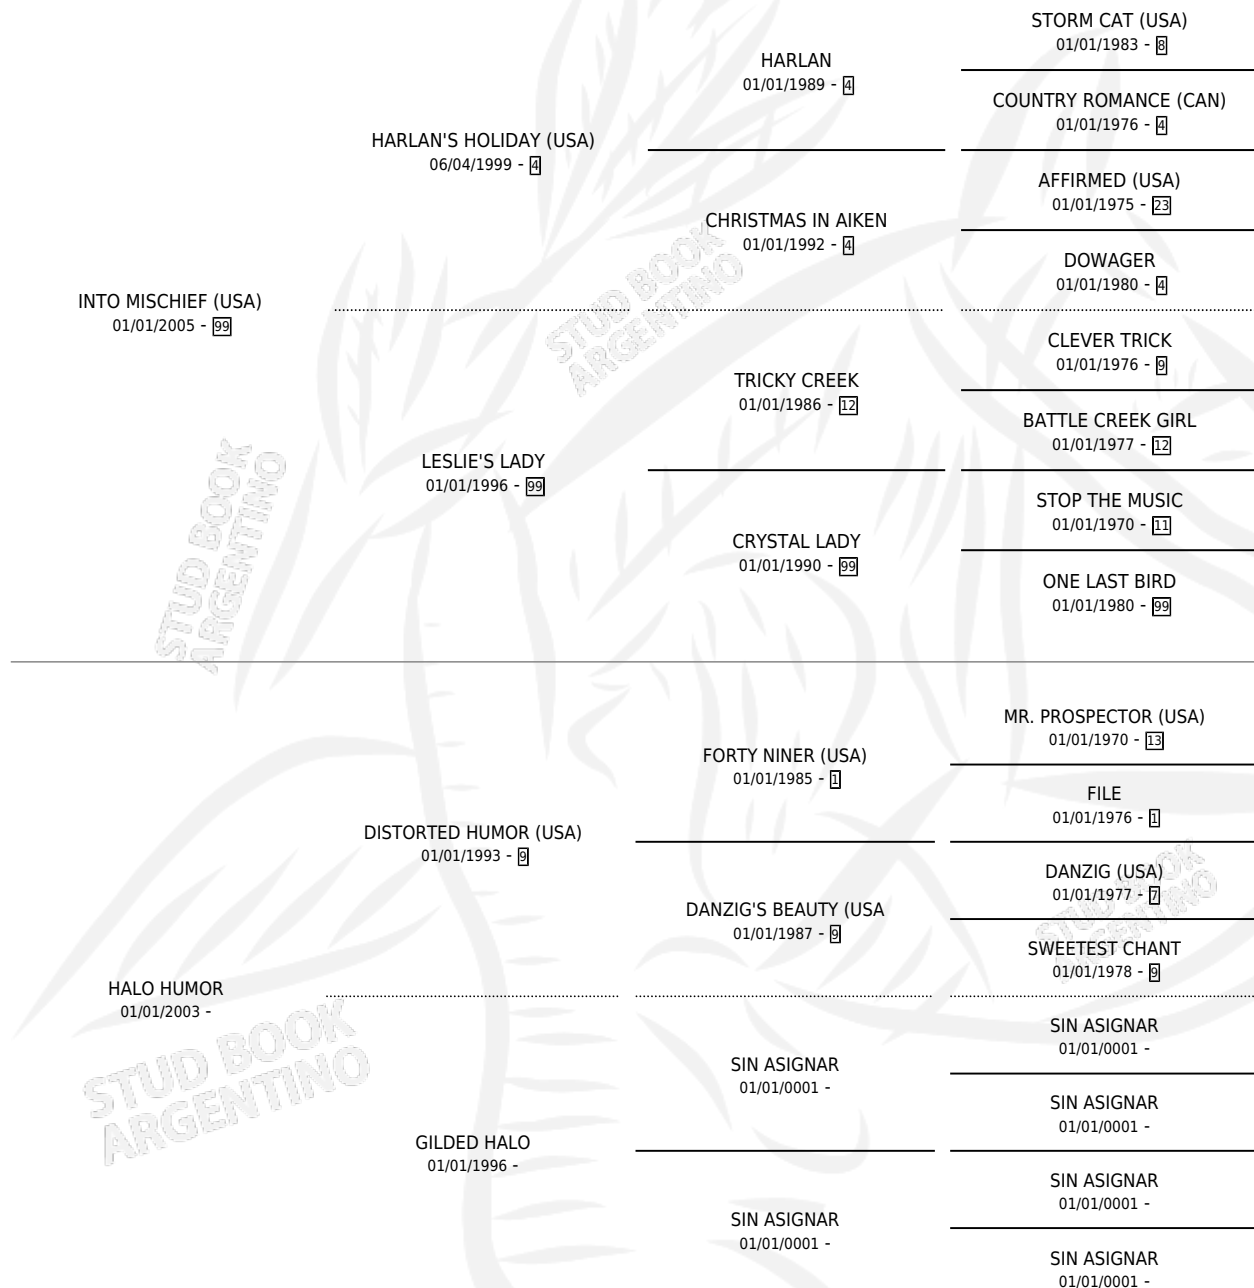 STORM CAT (USA)
01/01/1983 - 8
HARLAN
01/01/1989 - 4
COUNTRY ROMANCE (CAN)
01/01/1976 - 4
HARLAN'S HOLIDAY (USA)
06/04/1999 - 4
AFFIRMED (USA)
01/01/1975 - 23
CHRISTMAS IN AIKEN
01/01/1992 - 4
DOWAGER
01/01/1980 - 4
INTO MISCHIEF (USA)
01/01/2005 - 99
CLEVER TRICK
01/01/1976 - 9
TRICKY CREEK
01/01/1986 - 12
BATTLE CREEK GIRL
01/01/1977 - 12
LESLIE'S LADY
01/01/1996 - 99
STOP THE MUSIC
01/01/1970 - 11
CRYSTAL LADY
01/01/1990 - 99
ONE LAST BIRD
01/01/1980 - 99
MR. PROSPECTOR (USA)
01/01/1970 - 13
FORTY NINER (USA)
01/01/1985 - 1
FILE
01/01/1976 - 1
DISTORTED HUMOR (USA)
01/01/1993 - 9
DANZIG (USA)
01/01/1977 - 7
DANZIG'S BEAUTY (USA
01/01/1987 - 9
SWEETEST CHANT
01/01/1978 - 9
HALO HUMOR
01/01/2003 -
SIN ASIGNAR
01/01/0001 -
SIN ASIGNAR
01/01/0001 -
SIN ASIGNAR
01/01/0001 -
GILDED HALO
01/01/1996 -
SIN ASIGNAR
01/01/0001 -
SIN ASIGNAR
01/01/0001 -
SIN ASIGNAR
01/01/0001 -
STUD BOOK
ARGENTINO
STUD BOOK
ARGENTINO
STUD BOOK
ARGENTINO
STUD BOOK
ARGENTINO